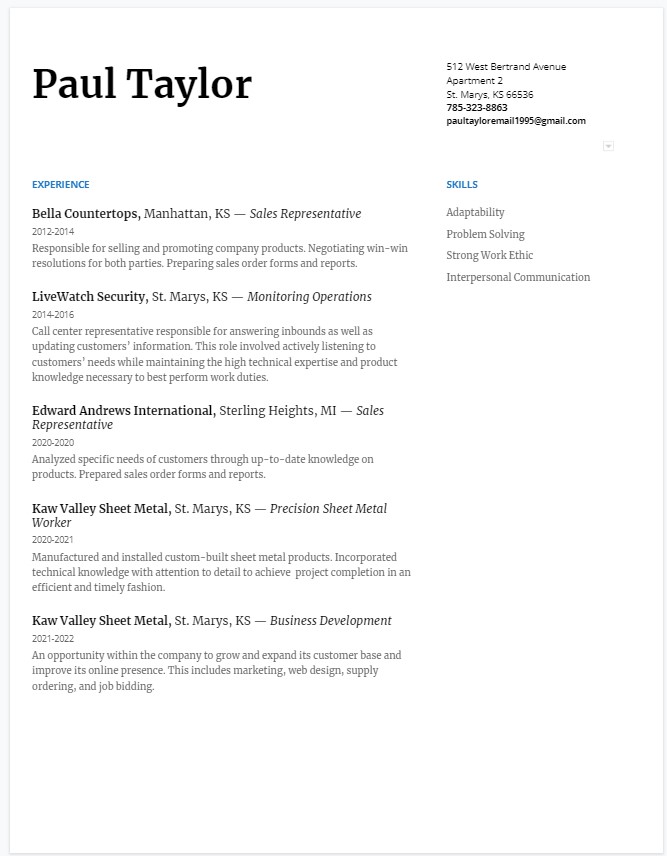 Paul Taylor
512 West Bertrand Avenue
Apartment 2
St. Marys, KS 66536
785-323-8863
paultayloremail1995@gmail.com
EXPERIENCE
Bella Countertops, Manhattan, KS — Sales Representative
2012-2014
Responsible for selling and promoting company products. Negotiating win-win
resolutions for both parties. Preparing sales order forms and reports.
LiveWatch Security, St. Marys, KS — Monitoring Operations
2014-2016
Call center representative responsible for answering inbounds as well as
updating customers’ information. This role involved actively listening to
customers’ needs while maintaining the high technical expertise and product
knowledge necessary to best perform work duties.
Edward Andrews International, Sterling Heights, MI — Sales
Representative
2020-2020
Analyzed specific needs of customers through up-to-date knowledge on
products. Prepared sales order forms and reports.
Kaw Valley Sheet Metal, St. Marys, KS — Precision Sheet Metal
Worker
2020-2021
Manufactured and installed custom-built sheet metal products. Incorporated
technical knowledge with attention to detail to achieve  project completion in an
efficient and timely fashion.
Kaw Valley Sheet Metal, St. Marys, KS — Business Development
2021-2022
An opportunity within the company to grow and expand its customer base and
improve its online presence. This includes marketing, web design, supply
ordering, and job bidding.
SKILLS
Adaptability
Problem Solving
Strong Work Ethic
Interpersonal Communication